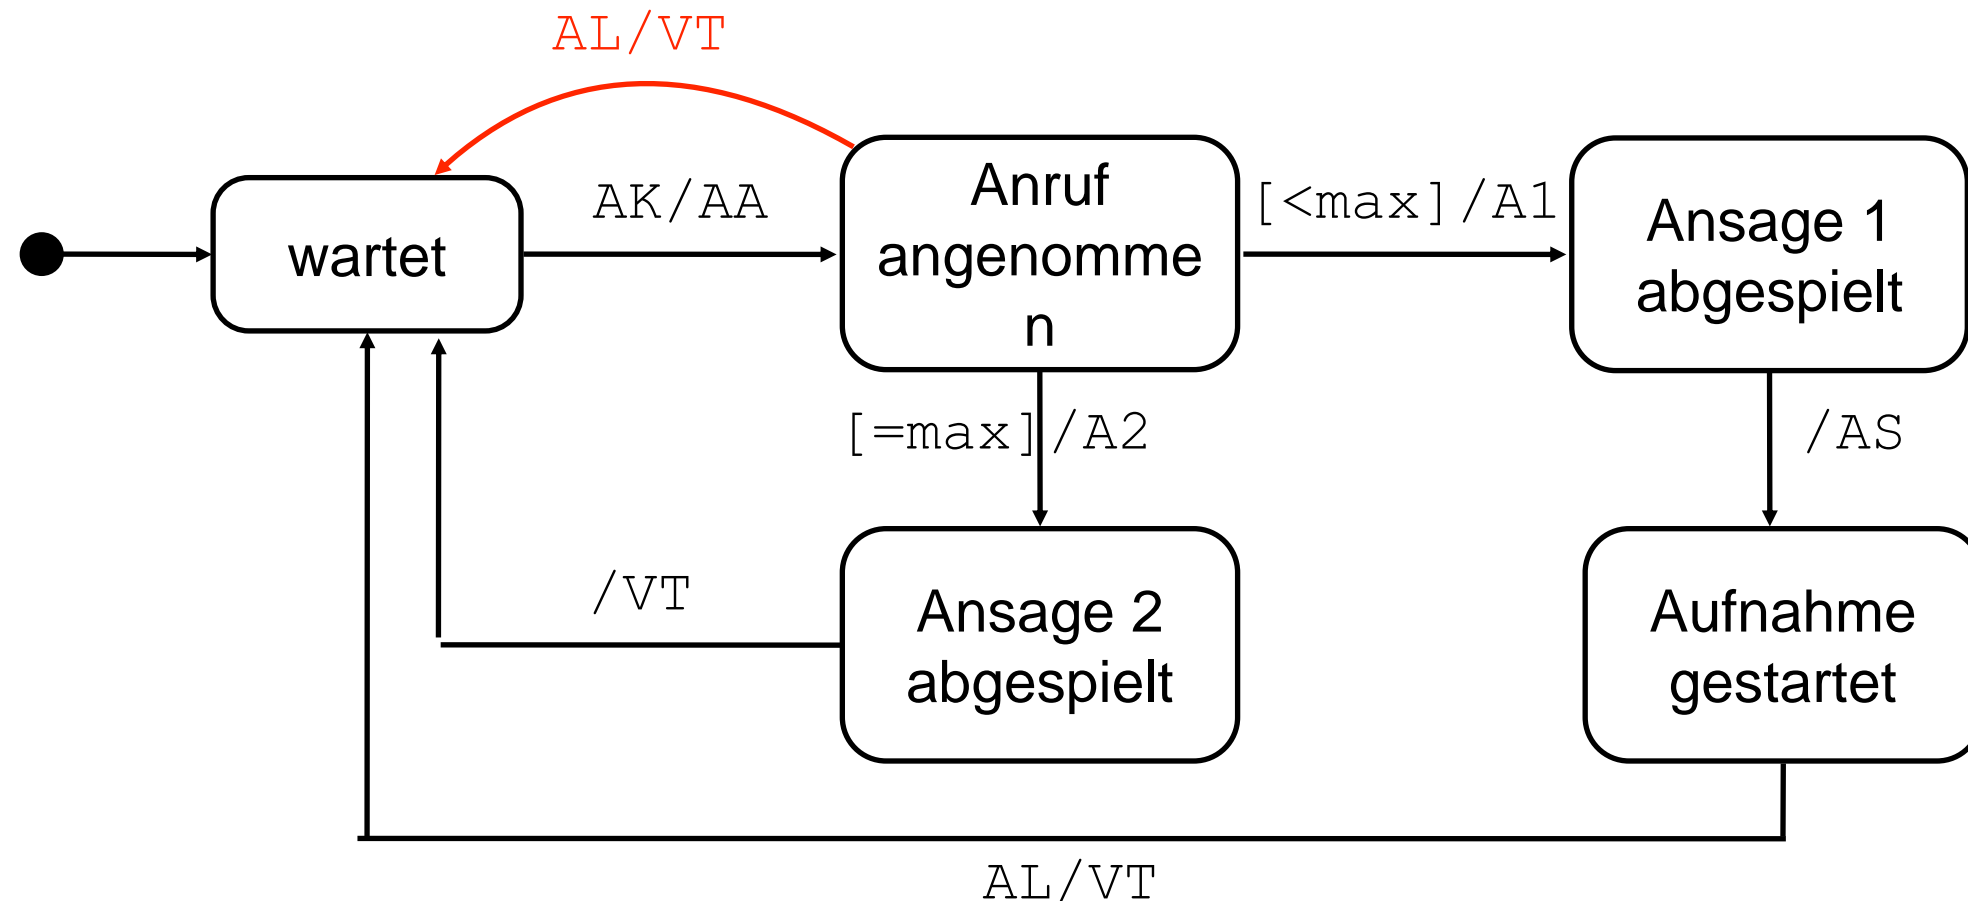 AL/VT
wartet
AK/AA
Anruf
angenomme
n
[<max]/A1
Ansage 1
abgespielt
[=max]/A2
/AS
/VT
Ansage 2
abgespielt
Aufnahme
gestartet
AL/VT